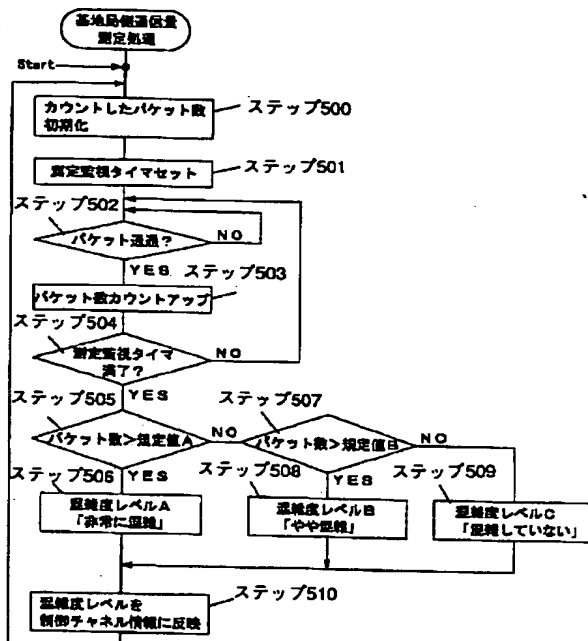 基地局側通信量
測定処理
Start
カウントしたパケット数
初期化
ステップ500
測定監視タイマセット
ステップ501
ステップ502
パケット通過?
NO
YES
ステップ503
パケット数カウントアップ
ステップ504
測定監視タイマ
満了?
NO
YES
ステップ505
パケット数>規定値A
NO
YES
ステップ507
パケット数>規定値B
NO
YES
ステップ506
混雑度レベルA
「非常に混雑」
ステップ508
混雑度レベルB
「やや混雑」
ステップ509
混雑度レベルC
「混雑していない」
混雑度レベルを
制御チャネル情報に反映
ステップ510